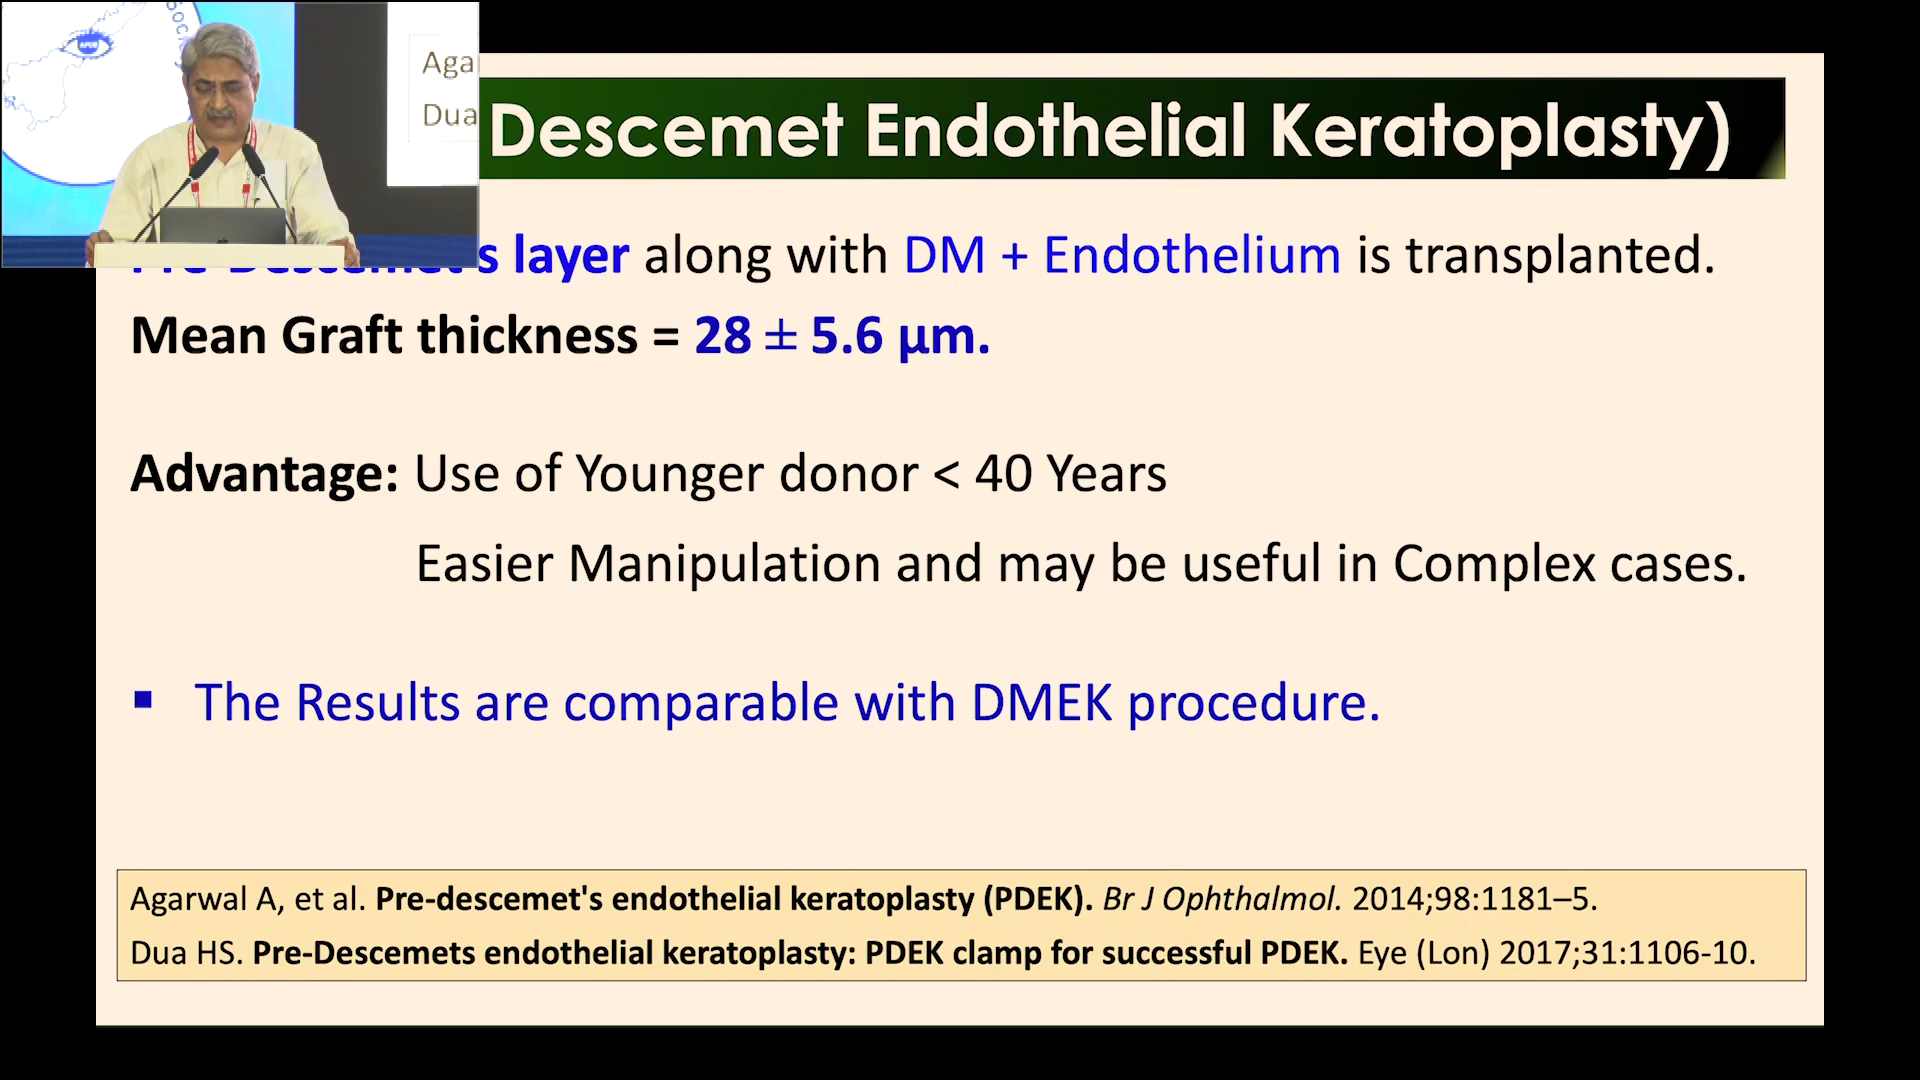 Society
Aga
Dua
Descemet Endothelial Keratoplasty)
Pre-Descemet's layer along with DM + Endothelium is transplanted.
Mean Graft thickness = 28 ± 5.6 µm.
Advantage: Use of Younger donor < 40 Years
Easier Manipulation and may be useful in Complex cases.
▪ The Results are comparable with DMEK procedure.
Agarwal A, et al. Pre-descemet's endothelial keratoplasty (PDEK). Br J Ophthalmol. 2014;98:1181–5.
Dua HS. Pre-Descemets endothelial keratoplasty: PDEK clamp for successful PDEK. Eye (Lon) 2017;31:1106-10.